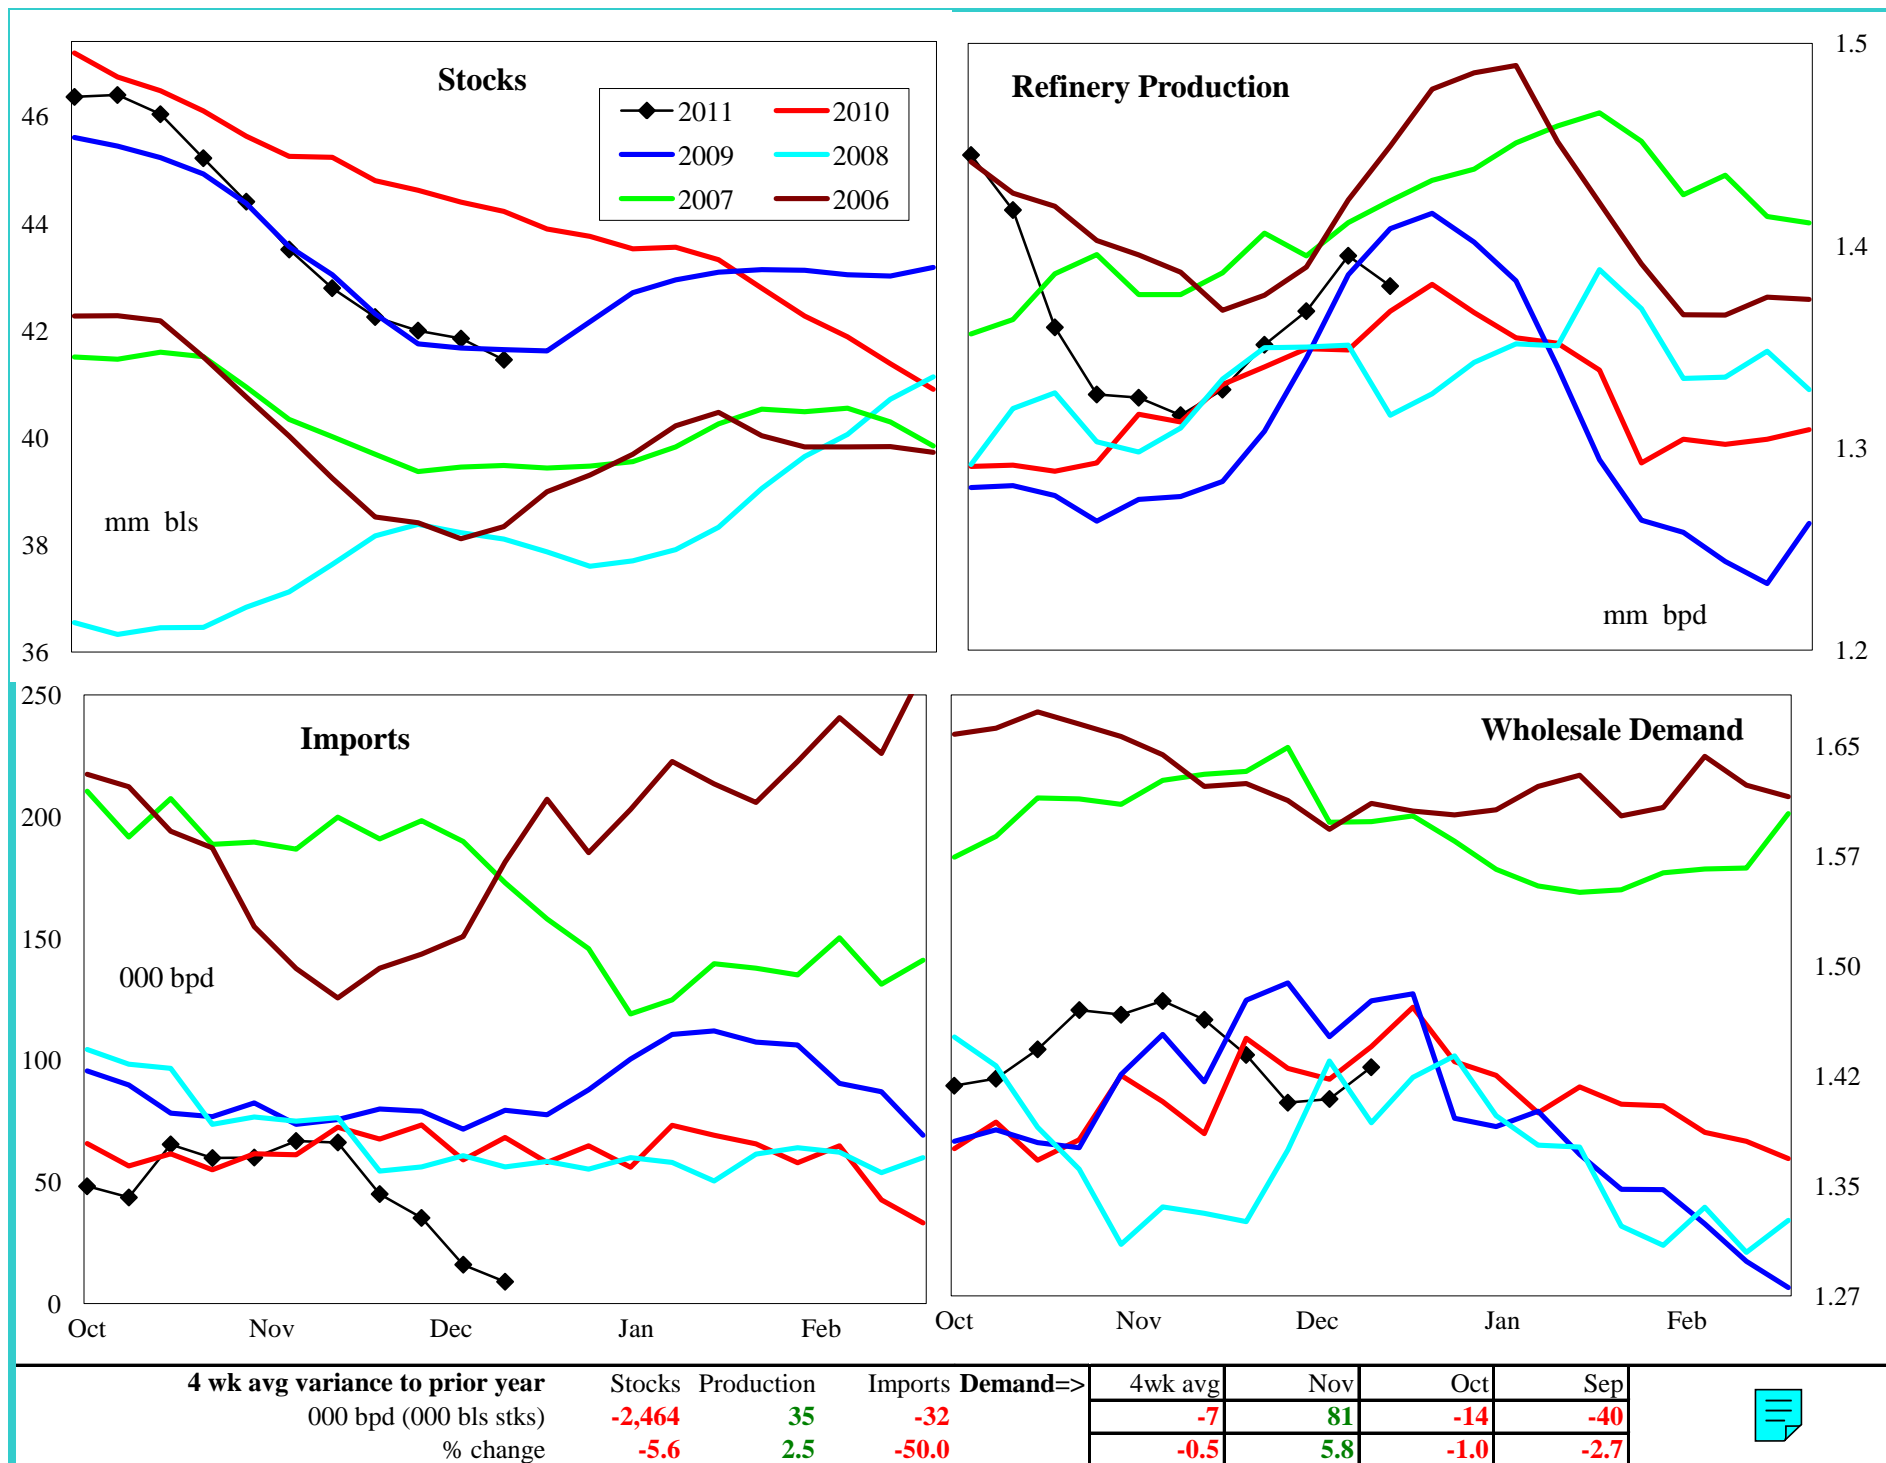 Stocks
2011 2010
2009 2008
2007 2006
mm bls
46
44
42
40
38
36
Refinery Production
mm bpd
1.5
1.4
1.3
1.2
Imports
000 bpd
250
200
150
100
50
0
Oct Nov Dec Jan Feb
Wholesale Demand
1.65
1.57
1.50
1.42
1.35
1.27
Oct Nov Dec Jan Feb
4 wk avg variance to prior year Stocks Production Imports Demand=> 4wk avg Nov Oct Sep
000 bpd (000 bls stks) -2,464 35 -32 -7 81 -14 -40
% change -5.6 2.5 -50.0 -0.5 5.8 -1.0 -2.7